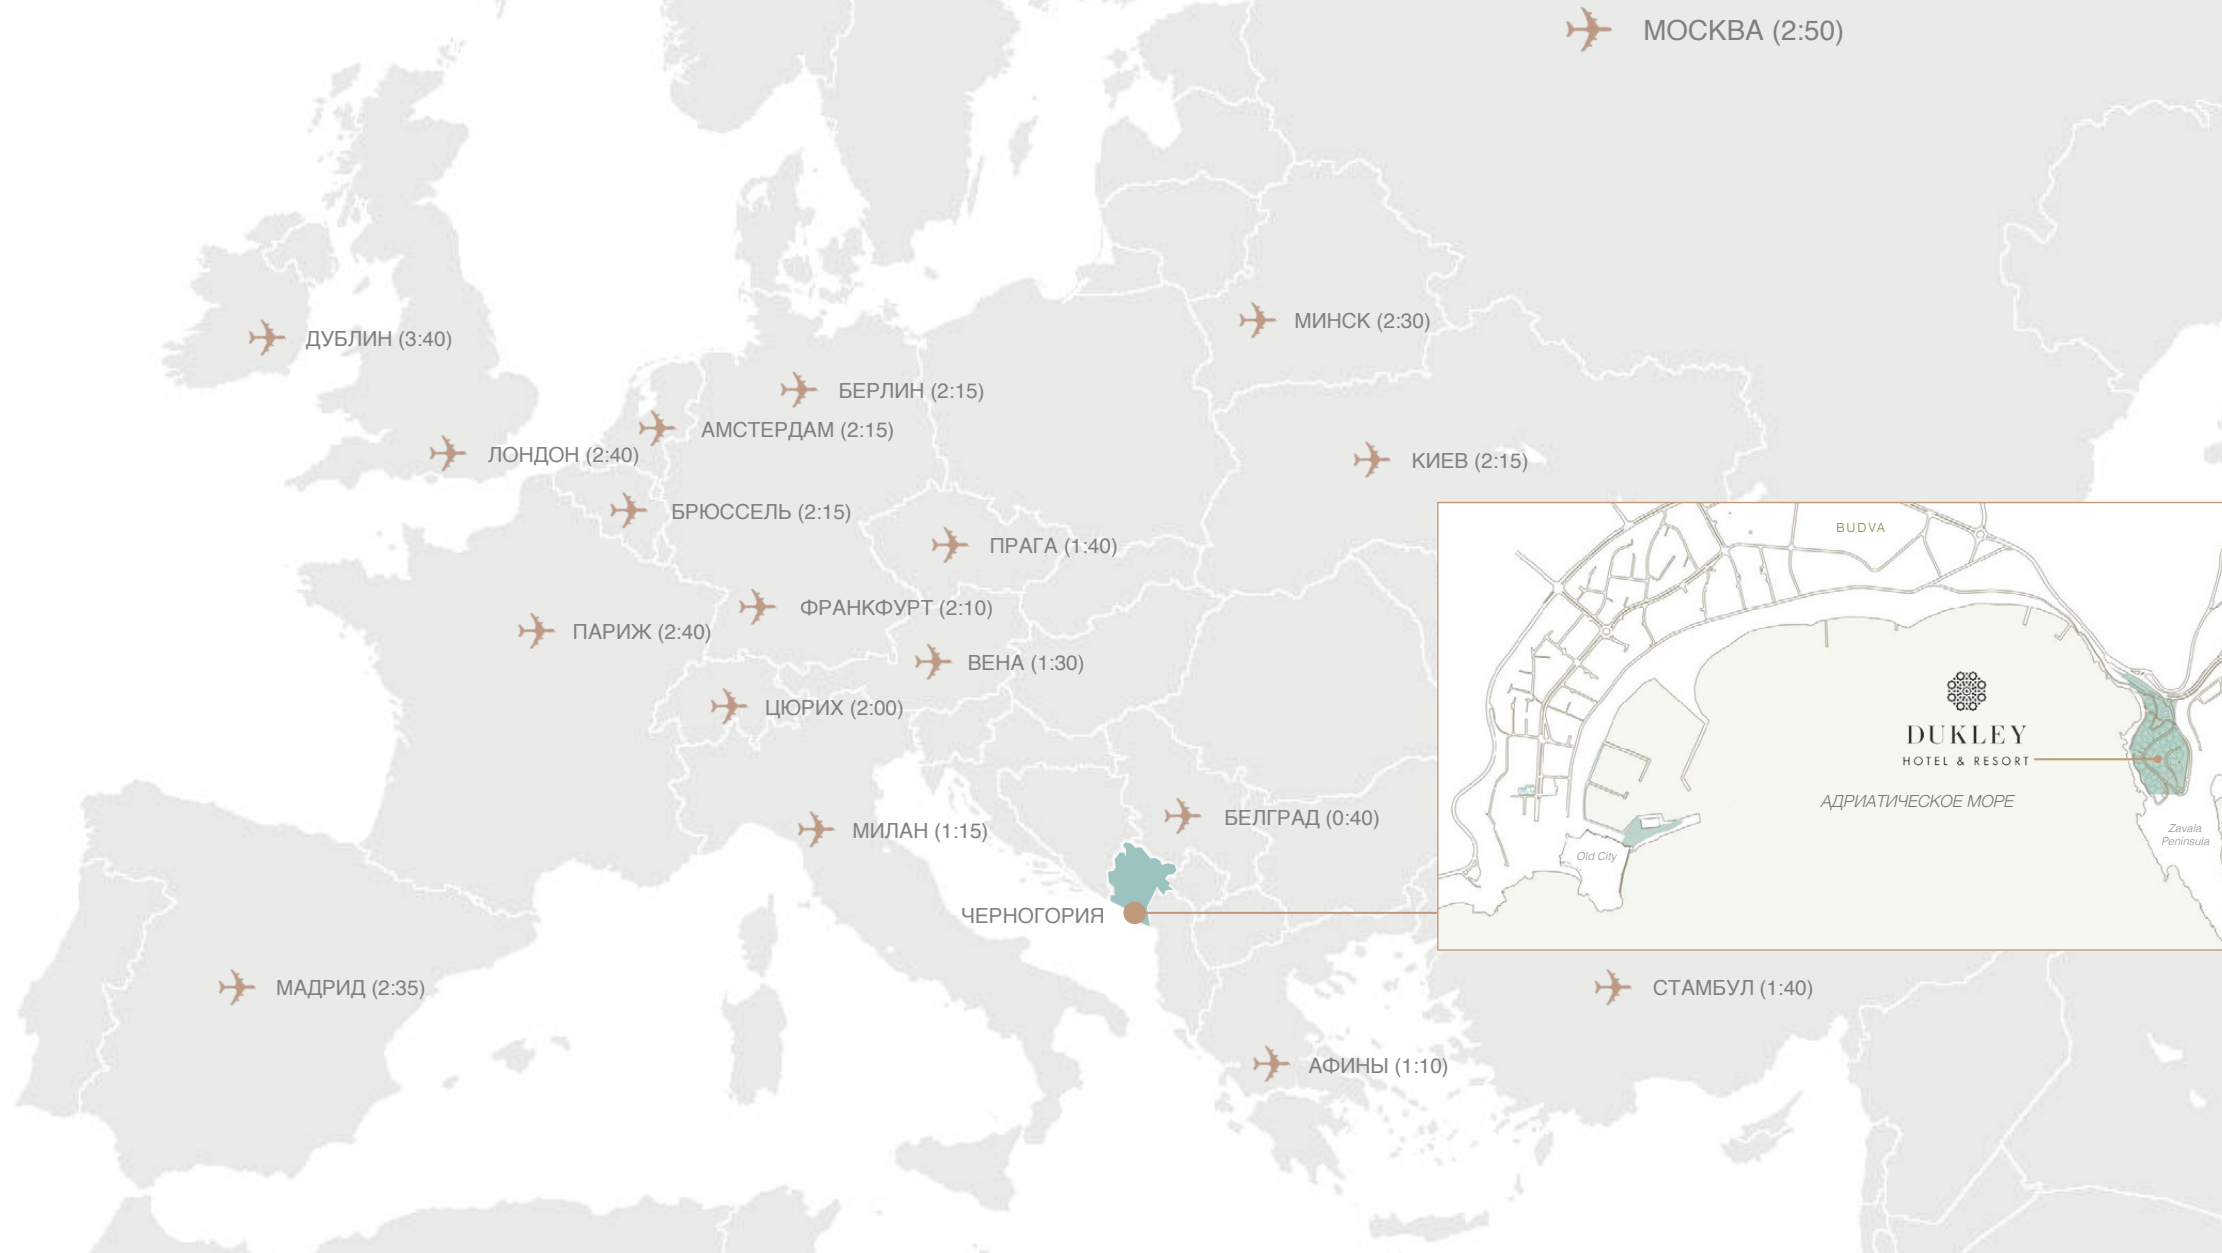 МОСКВА (2:50)
МИНСК (2:30)
ДУБЛИН (3:40)
БЕРЛИН (2:15)
АМСТЕРДАМ (2:15)
ЛОНДОН (2:40)
КИЕВ (2:15)
БРЮССЕЛЬ (2:15)
ПРАГА (1:40)
ФРАНКФУРТ (2:10)
ПАРИЖ (2:40)
ВЕНА (1:30)
ЦЮРИХ (2:00)
БЕЛГРАД (0:40)
МИЛАН (1:15)
ЧЕРНОГОРИЯ
МАДРИД (2:35)
СТАМБУЛ (1:40)
АФИНЫ (1:10)
BUDVA
DUKLEY
HOTEL & RESORT
АДРИАТИЧЕСКОЕ МОРЕ
Zavala
Peninsula
Old City